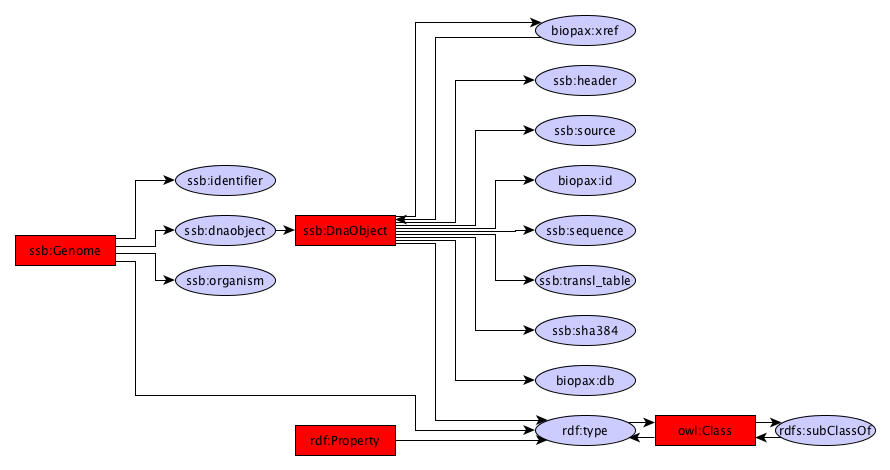 biopax:xref
ssb:header
ssb:source
ssb:identifier
biopax:id
ssb:dnaobject
ssb:DnaObject
ssb:sequence
ssb:Genome
ssb:organism
ssb:transl_table
ssb:sha384
biopax:db
rdf:Property
rdf:type
owl:Class
rdfs:subClassOf